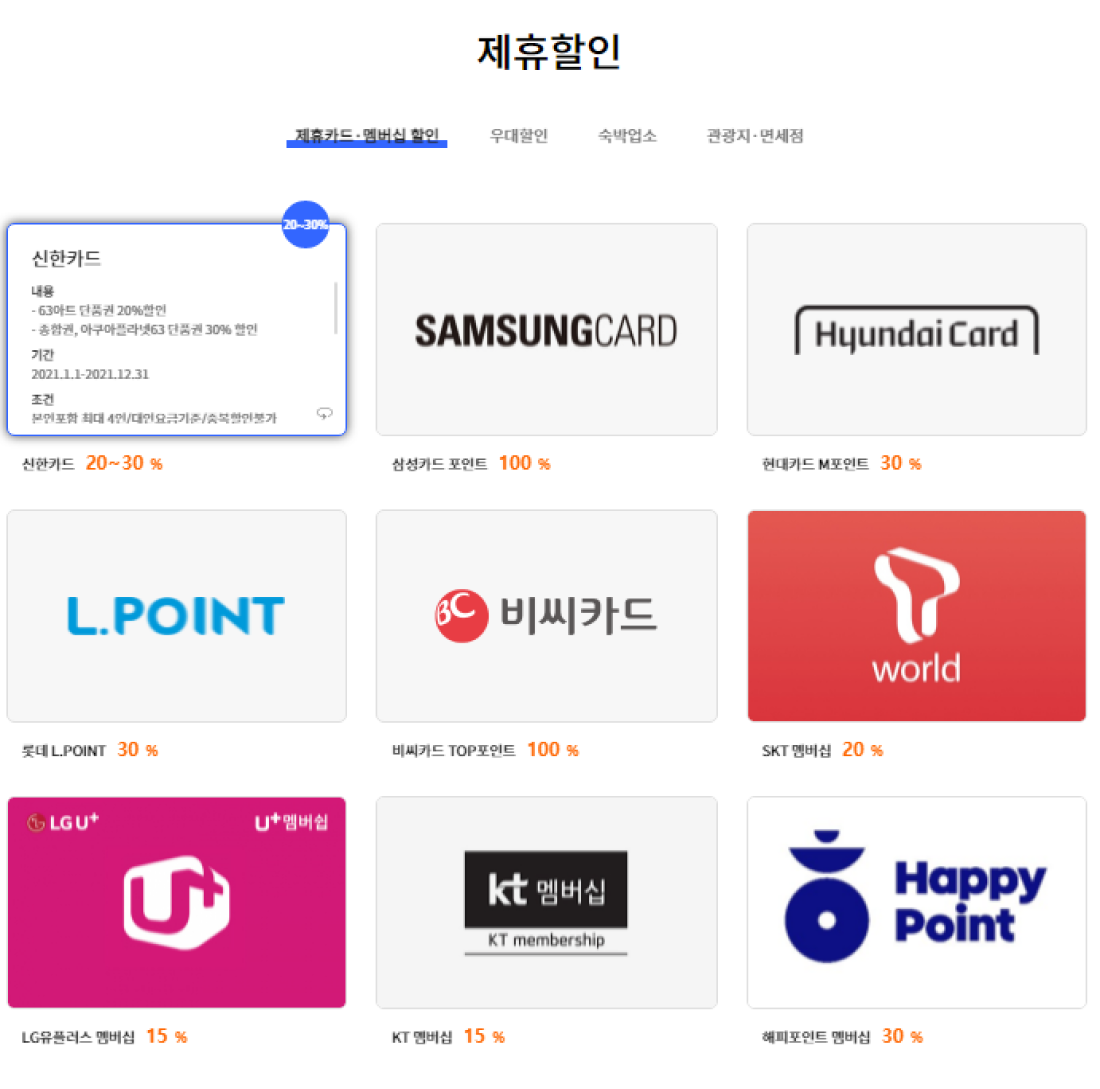 제휴할인
제휴카드·멤버십 할인 우대할인 숙박업소 관광지·면세점
20~30%
신한카드
내용
- 63아트 단품권 20%할인
- 종합권, 아쿠아플라넷63 단품권 30% 할인
기간
2021.1.1-2021.12.31
조건
본인포함 최대 4인/대인요금기준/중복할인불가
SAMSUNGCARD
Hyundai Card
신한카드 20~30 %
삼성카드 포인트 100 %
현대카드 M포인트 30 %
L.POINT
BC 비씨카드
T world
롯데 L.POINT 30 %
비씨카드 TOP포인트 100 %
SKT 멤버십 20 %
LG U+ U+멤버쉽
U+
kt 멤버십
KT membership
Happy
Point
LG유플러스 멤버십 15 %
KT 멤버십 15 %
해피포인트 멤버십 30 %